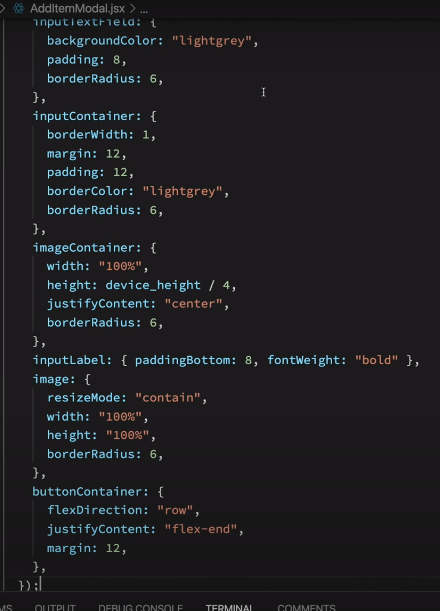 > AddItemModal.jsx > ...
inputTextField: {
backgroundColor: "lightgrey",
padding: 8,
borderRadius: 6,
},
inputContainer: {
borderWidth: 1,
margin: 12,
padding: 12,
borderColor: "lightgrey",
borderRadius: 6,
},
imageContainer: {
width: "100%",
height: device_height / 4,
justifyContent: "center",
borderRadius: 6,
},
inputLabel: { paddingBottom: 8, fontWeight: "bold" },
image: {
resizeMode: "contain",
width: "100%",
height: "100%",
borderRadius: 6,
},
buttonContainer: {
flexDirection: "row",
justifyContent: "flex-end",
margin: 12,
},
});
MS OUTPUT DEBUG CONSOLE TERMINAL COMMENTS